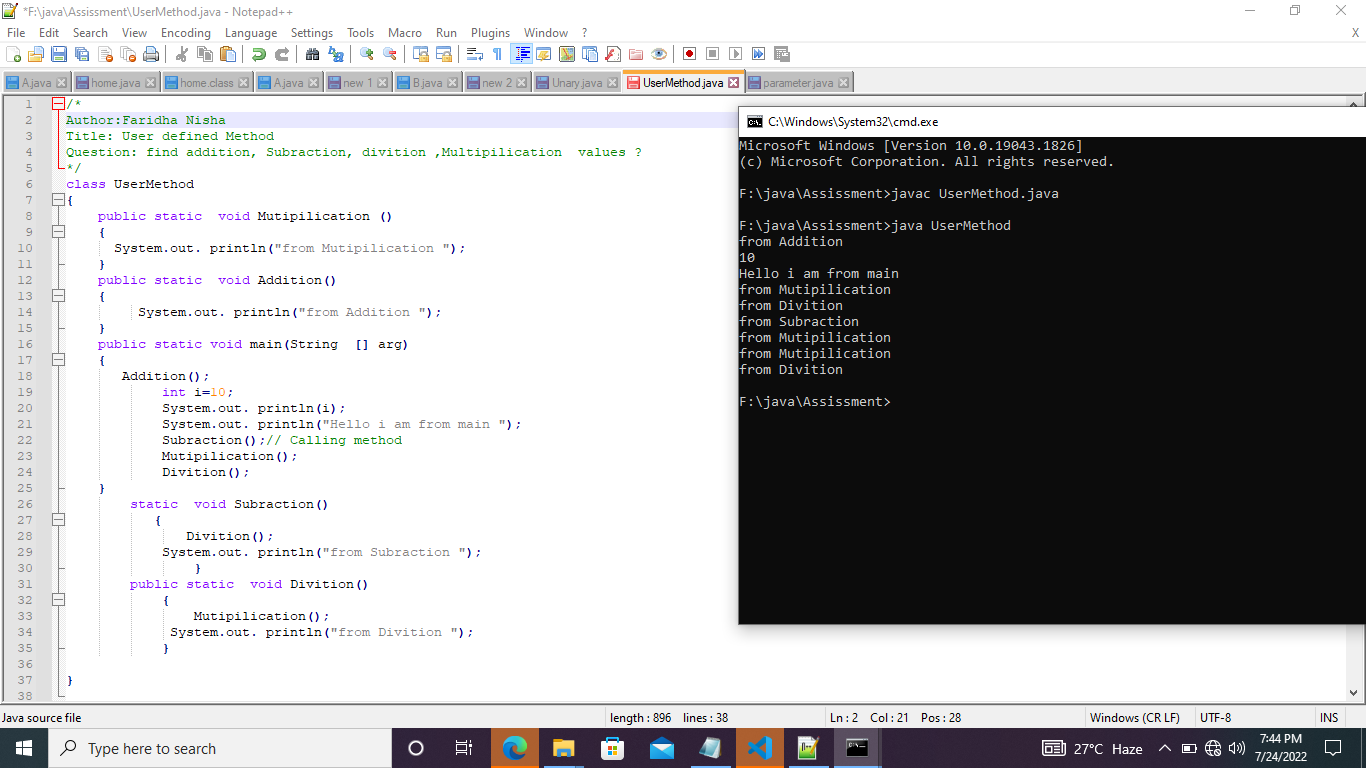 *F:\java\Assissment\UserMethod.java - Notepad++
File Edit Search View Encoding Language Settings Tools Macro Run Plugins Window ? X
A.java home.java home.class A.java new 1 B.java new 2 Unary.java UserMethod.java parameter.java
1 /*
2 Author:Faridha Nisha
3 Title: User defined Method
4 Question: find addition, Subraction, divition ,Multipilication  values ?
5 */
6 class UserMethod
7 {
8 public static  void Mutipilication ()
9 {
10 System.out. println("from Mutipilication ");
11 }
12 public static  void Addition()
13 {
14 System.out. println("from Addition ");
15 }
16 public static void main(String  [] arg)
17 {
18 Addition();
19 int i=10;
20 System.out. println(i);
21 System.out. println("Hello i am from main ");
22 Subraction();// Calling method
23 Mutipilication();
24 Divition();
25 }
26 static  void Subraction()
27 {
28 Divition();
29 System.out. println("from Subraction ");
30 }
31 public static  void Divition()
32 {
33 Mutipilication();
34 System.out. println("from Divition ");
35 }
36
37 }
38
C:\Windows\System32\cmd.exe
Microsoft Windows [Version 10.0.19043.1826]
(c) Microsoft Corporation. All rights reserved.
F:\java\Assissment>javac UserMethod.java
F:\java\Assissment>java UserMethod
from Addition
10
Hello i am from main
from Mutipilication
from Divition
from Subraction
from Mutipilication
from Mutipilication
from Divition
F:\java\Assissment>
Java source file length : 896 lines : 38 Ln : 2 Col : 21 Pos : 28 Windows (CR LF) UTF-8 INS
Type here to search
27°C Haze
7:44 PM
7/24/2022